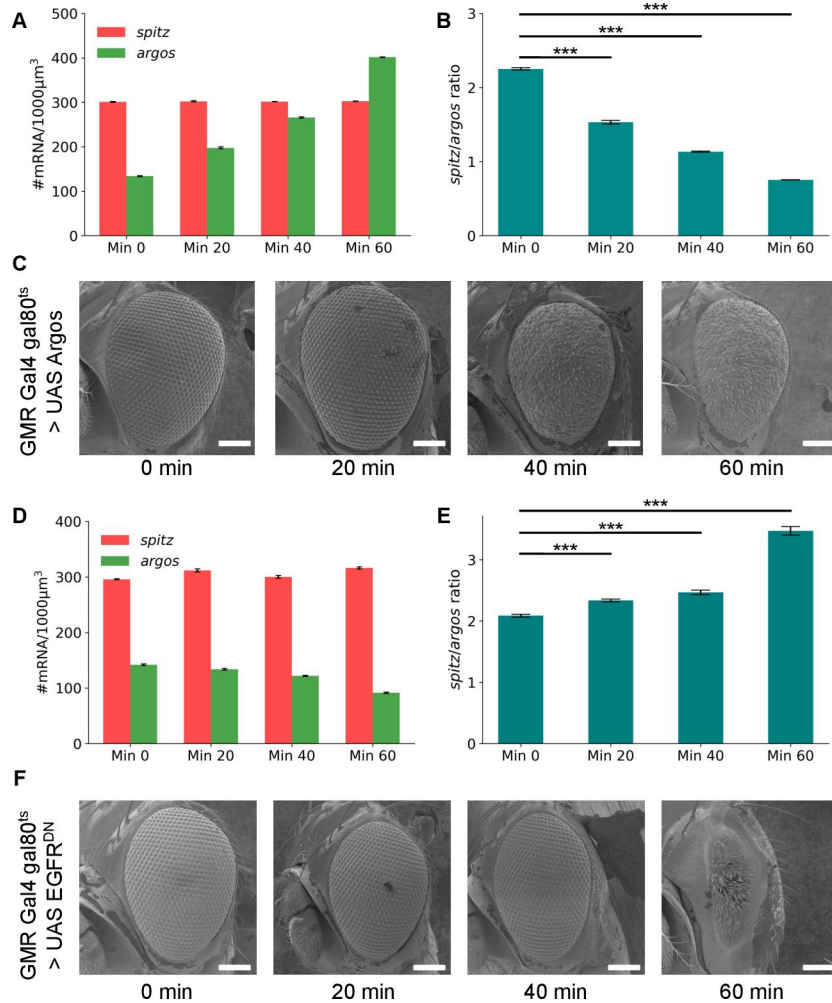 A
500
400
300
200
100
0
#mRNA/1000μm³
spitz
argos
Min 0 Min 20 Min 40 Min 60
B
3
2
1
0
spitz/argos ratio
***
***
***
Min 0 Min 20 Min 40 Min 60
C
GMR Gal4 gal80ts
> UAS Argos
0 min 20 min 40 min 60 min
D
400
300
200
100
0
#mRNA/1000μm³
spitz
argos
Min 0 Min 20 Min 40 Min 60
E
3
2
1
0
spitz/argos ratio
***
***
***
Min 0 Min 20 Min 40 Min 60
F
GMR Gal4 gal80ts
> UAS EGFRDN
0 min 20 min 40 min 60 min